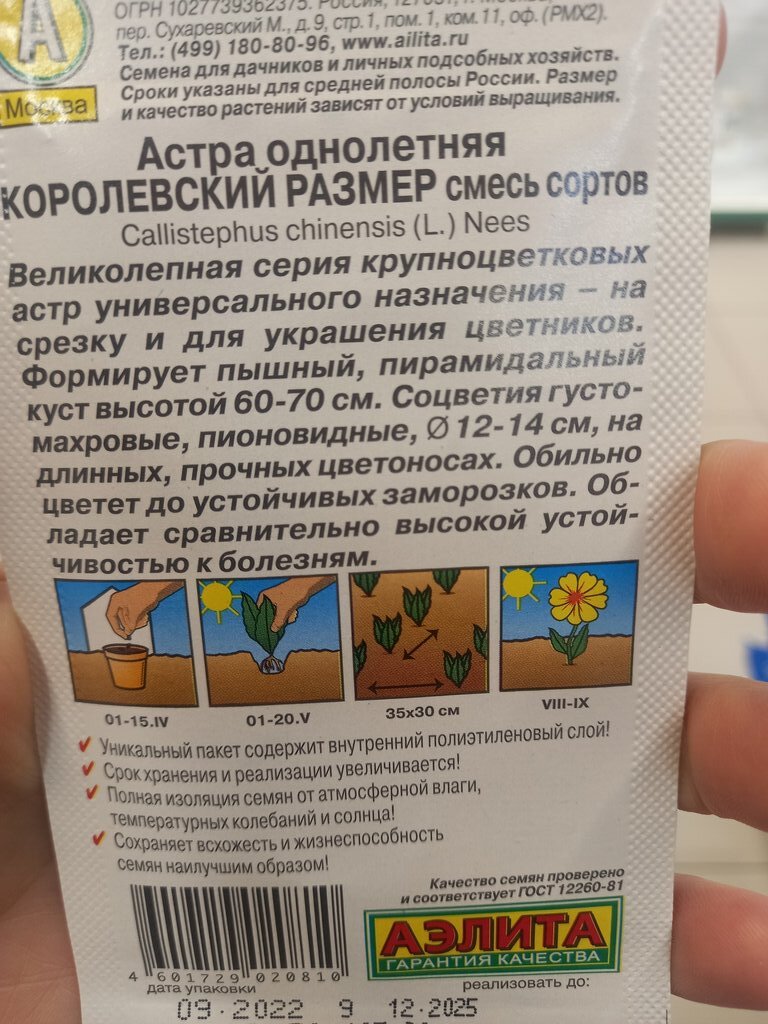 ОГРН 1027739362375. Россия, 127051, г. Москва,
пер. Сухаревский М., д. 9, стр. 1, пом. 1, ком. 11, оф. (РМХ2).
Тел.: (499) 180-80-96, www.ailita.ru
Семена для дачников и личных подсобных хозяйств.
Сроки указаны для средней полосы России. Размер
и качество растений зависят от условий выращивания.
А
Москва
Астра однолетняя
КОРОЛЕВСКИЙ РАЗМЕР смесь сортов
Callistephus chinensis (L.) Nees
Великолепная серия крупноцветковых
астр универсального назначения – на
срезку и для украшения цветников.
Формирует пышный, пирамидальный
куст высотой 60-70 см. Соцветия густо-
махровые, пионовидные, Ø 12-14 см, на
длинных, прочных цветоносах. Обильно
цветет до устойчивых заморозков. Об-
ладает сравнительно высокой устой-
чивостью к болезням.
01-15.IV
01-20.V
35х30 см
VIII-IX
Уникальный пакет содержит внутренний полиэтиленовый слой!
Срок хранения и реализации увеличивается!
Полная изоляция семян от атмосферной влаги,
температурных колебаний и солнца!
Сохраняет всхожесть и жизнеспособность
семян наилучшим образом!
Качество семян проверено
и соответствует ГОСТ 12260-81
АЭЛИТА
ГАРАНТИЯ КАЧЕСТВА
4 601729 020810
дата упаковки
реализовать до:
09.2022 9 12.2025